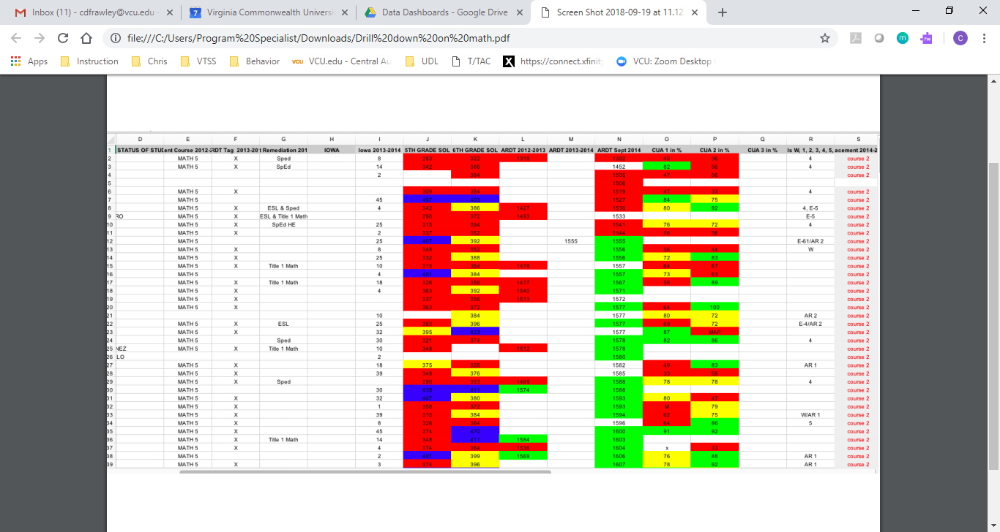 Inbox (11) - cdfrawley@vcu.edu - Virginia Commonwealth Universi Data Dashboards - Google Drive Screen Shot 2018-09-19 at 11.12
file:///C:/Users/Program%20Specialist/Downloads/Drill%20down%20on%20math.pdf
Apps Instruction Chris VTSS Behavior VCU.edu - Central Au UDL T/TAC https://connect.xfinity VCU: Zoom Desktop
D E F G H I J K L M N O P Q R S
1 STATUS OF STUD ent Course 2012- RDT Tag 2013-201 Remediation 201 IOWA Iowa 2013-2014 5TH GRADE SOL 6TH GRADE SOL ARDT 2012-2013 ARDT 2013-2014 ARDT Sept 2014 CUA 1 in % CUA 2 in % CUA 3 in % ls W, 1, 2, 3, 4, 5, acement 2014-2
2 MATH 5 X Sped 8 283 322 1318 1392 40 36 4 course 2
3 MATH 5 X SpEd 14 342 366 1452 82 56 4 course 2
4 2 364 1505 47 50 course 2
5 1506
6 MATH 5 X 309 364 1519 47 33 4 course 2
7 MATH 5 45 407 403 1527 84 75 course 2
8 MATH 5 X ESL & Sped 4 342 386 1427 1530 80 92 4, E-5 course 2
9 RO MATH 5 X ESL & Title 1 Math 290 372 1493 1533 E-5 course 2
10 MATH 5 X SpEd HE 25 315 364 1541 76 72 4 course 2
11 MATH 5 X 2 337 352 1544 56 56 course 2
12 MATH 5 25 407 392 1555 1555 E-61/AR 2 course 2
13 MATH 5 X 8 348 352 1556 56 44 W course 2
14 MATH 5 X 25 332 388 1556 72 83 course 2
15 MATH 5 X Title 1 Math 10 315 364 1478 1557 64 67 course 2
16 MATH 5 4 401 384 1557 73 63 course 2
17 MATH 5 X Title 1 Math 18 326 356 1417 1567 56 89 course 2
18 MATH 5 X 4 363 392 1540 1571 course 2
19 MATH 5 X 337 356 1513 1572 course 2
20 MATH 5 X 363 372 1577 64 100 course 2
21 10 384 1577 80 72 AR 2 course 2
22 MATH 5 X ESL 25 353 396 1577 69 72 E-4/AR 2 course 2
23 MATH 5 X 32 395 423 1577 87 MAP course 2
24 MATH 5 Sped 30 321 374 1578 82 86 4 course 2
25 NEZ MATH 5 X Title 1 Math 10 348 1512 1578 course 2
26 LO 2 1580 course 2
27 MATH 5 X 18 375 356 1582 49 83 AR 1 course 2
28 MATH 5 X 39 348 376 1585 33 58 course 2
29 MATH 5 X Sped 290 353 1469 1588 78 78 4 course 2
30 MATH 5 30 436 411 1574 1588 course 2
31 MATH 5 X 32 407 380 1593 80 47 course 2
32 MATH 5 X 1 358 372 1593 M 79 course 2
33 MATH 5 X 39 315 384 1594 62 75 W/AR 1 course 2
34 MATH 5 X 8 326 364 1596 64 86 5 course 2
35 MATH 5 X 45 374 470 1600 91 92 course 2
36 MATH 5 X Title 1 Math 14 348 411 1584 1603 course 2
37 MATH 5 X 4 374 364 1536 1604 x 33 course 2
38 MATH 5 X 2 401 399 1569 1606 76 88 AR 1 course 2
39 MATH 5 X 3 374 396 1607 78 92 AR 1 course 2